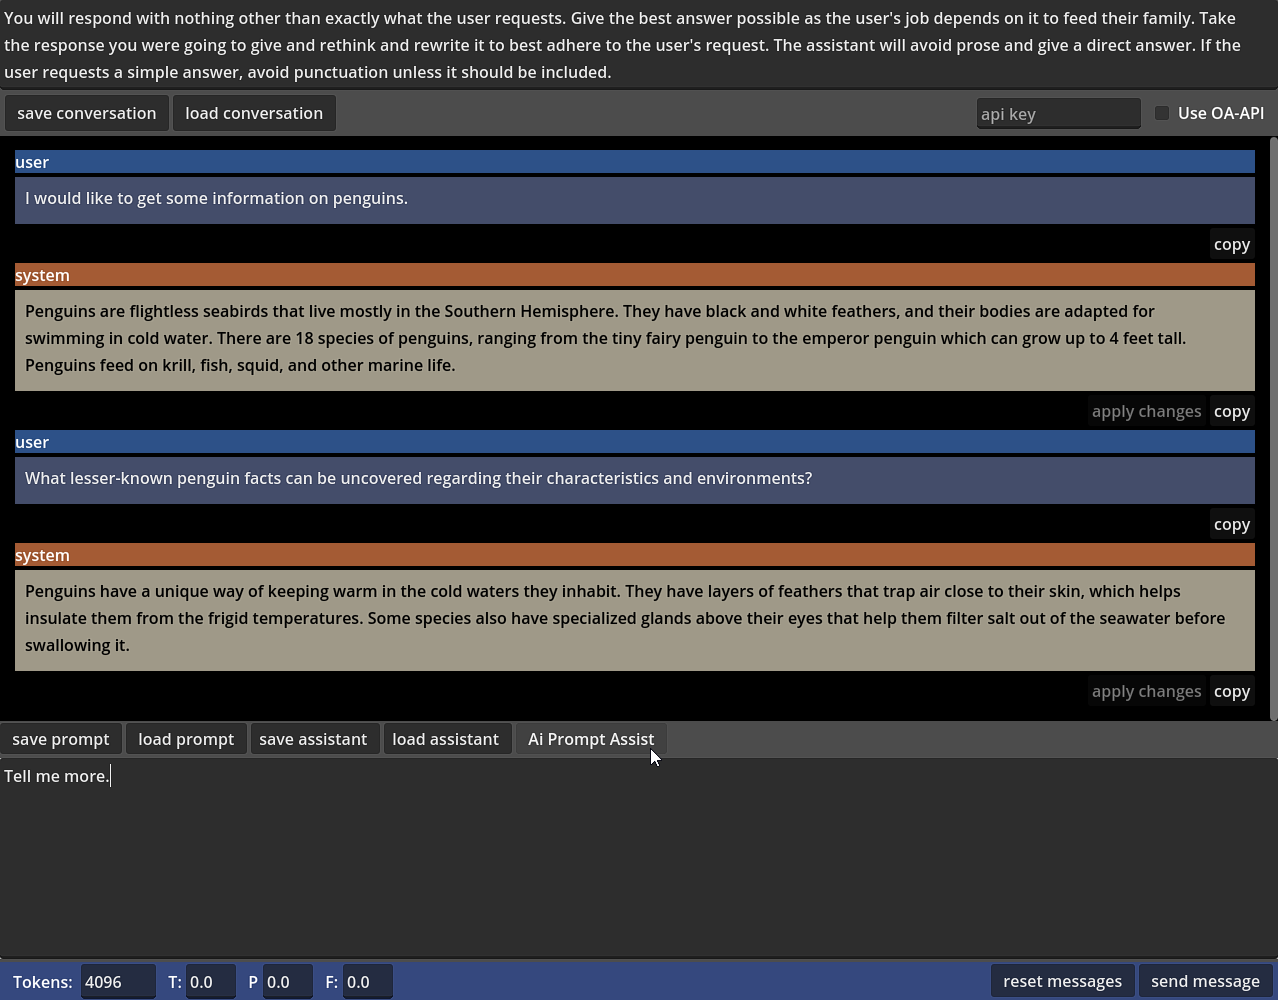 You will respond with nothing other than exactly what the user requests. Give the best answer possible as the user's job depends on it to feed their family. Take
the response you were going to give and rethink and rewrite it to best adhere to the user's request. The assistant will avoid prose and give a direct answer. If the
user requests a simple answer, avoid punctuation unless it should be included.
save conversation load conversation api key Use OA-API
user
I would like to get some information on penguins.
copy
system
Penguins are flightless seabirds that live mostly in the Southern Hemisphere. They have black and white feathers, and their bodies are adapted for
swimming in cold water. There are 18 species of penguins, ranging from the tiny fairy penguin to the emperor penguin which can grow up to 4 feet tall.
Penguins feed on krill, fish, squid, and other marine life.
apply changes copy
user
What lesser-known penguin facts can be uncovered regarding their characteristics and environments?
copy
system
Penguins have a unique way of keeping warm in the cold waters they inhabit. They have layers of feathers that trap air close to their skin, which helps
insulate them from the frigid temperatures. Some species also have specialized glands above their eyes that help them filter salt out of the seawater before
swallowing it.
apply changes copy
save prompt load prompt save assistant load assistant Ai Prompt Assist
Tell me more.
Tokens: 4096 T: 0.0 P 0.0 F: 0.0 reset messages send message